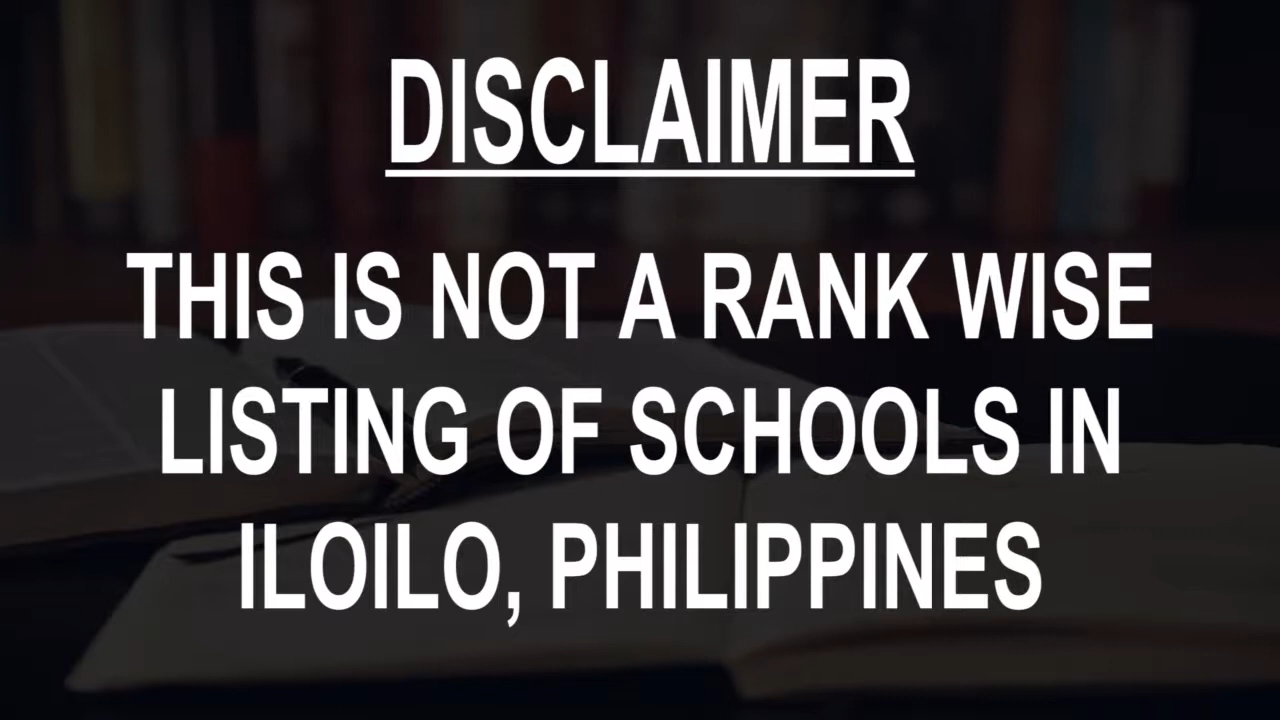 DISCLAIMER
THIS IS NOT A RANK WISE
LISTING OF SCHOOLS IN
ILOILO, PHILIPPINES